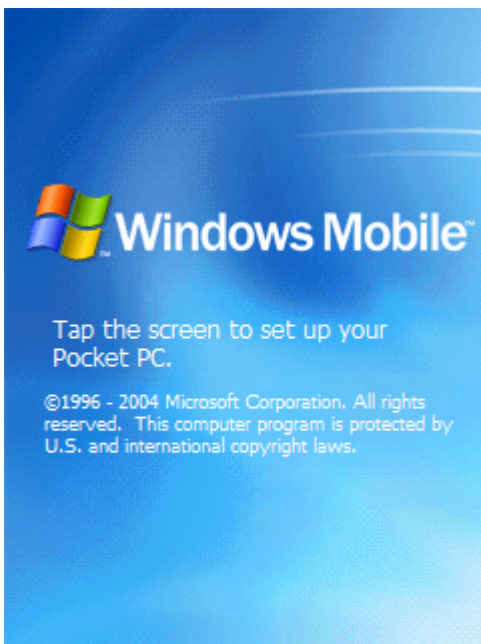 Windows Mobile™
Tap the screen to set up your
Pocket PC.
©1996 - 2004 Microsoft Corporation. All rights
reserved.  This computer program is protected by
U.S. and international copyright laws.